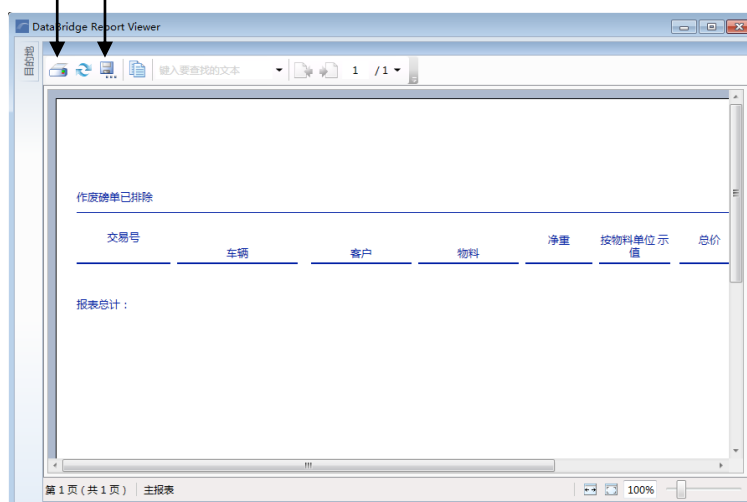 DataBridge Report Viewer
目组组
键入要查找的文本
1 /1
作废磅单已排除
交易号 车辆 客户 物料 净重 按物料单位 示值 总价
报表总计：
第 1 页 ( 共 1 页 ) 主报表 100%